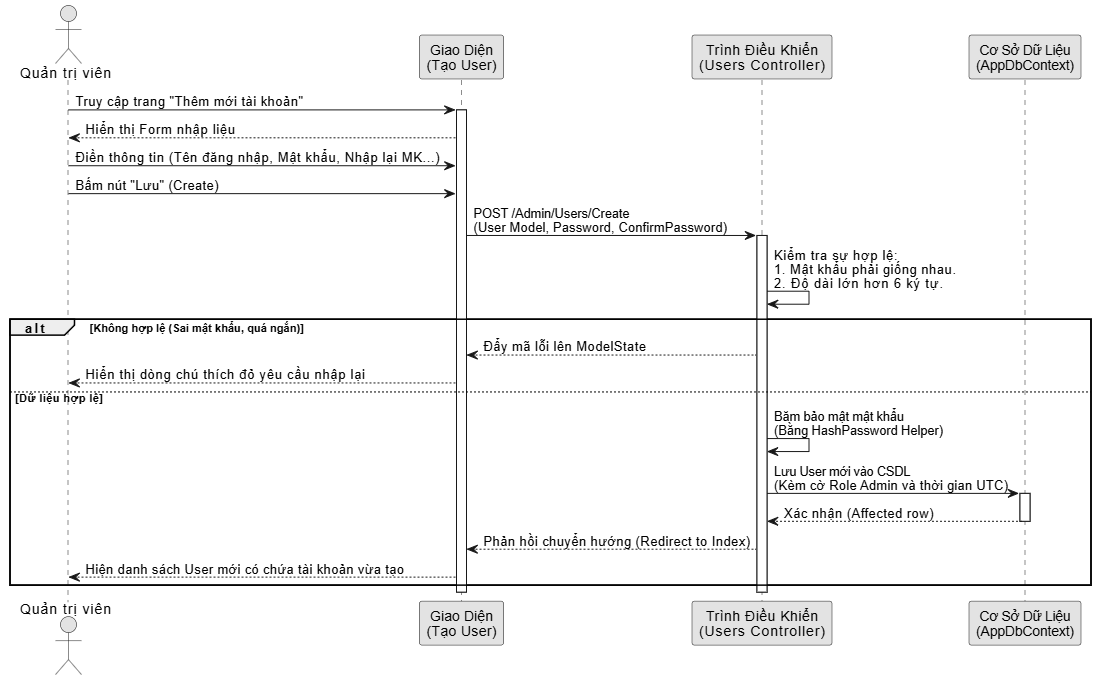 Quản trị viên
Giao Diện
(Tạo User)
Trình Điều Khiển
(Users Controller)
Cơ Sở Dữ Liệu
(AppDbContext)
Truy cập trang "Thêm mới tài khoản"
Hiển thị Form nhập liệu
Điền thông tin (Tên đăng nhập, Mật khẩu, Nhập lại MK...)
Bấm nút "Lưu" (Create)
POST /Admin/Users/Create
(User Model, Password, ConfirmPassword)
Kiểm tra sự hợp lệ:
1. Mật khẩu phải giống nhau.
2. Độ dài lớn hơn 6 ký tự.
alt
[Không hợp lệ (Sai mật khẩu, quá ngắn)]
Đẩy mã lỗi lên ModelState
Hiển thị dòng chú thích đỏ yêu cầu nhập lại
[Dữ liệu hợp lệ]
Băm bảo mật mật khẩu
(Bằng HashPassword Helper)
Lưu User mới vào CSDL
(Kèm cờ Role Admin và thời gian UTC)
Xác nhận (Affected row)
Phản hồi chuyển hướng (Redirect to Index)
Hiện danh sách User mới có chứa tài khoản vừa tạo
Quản trị viên
Giao Diện
(Tạo User)
Trình Điều Khiển
(Users Controller)
Cơ Sở Dữ Liệu
(AppDbContext)